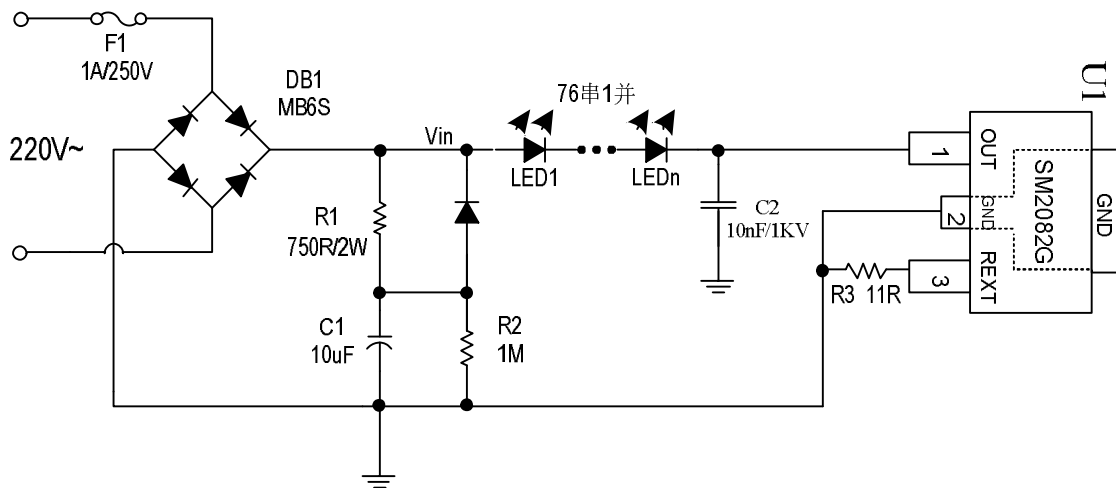 F1
1A/250V
DB1
MB6S
220V~
Vin
76串1并
LED1
LEDn
R1
750R/2W
C1
10uF
R2
1M
C2
10nF/1KV
R3 11R
U1
1
OUT
2
GND
3
REXT
SM2082G
GND